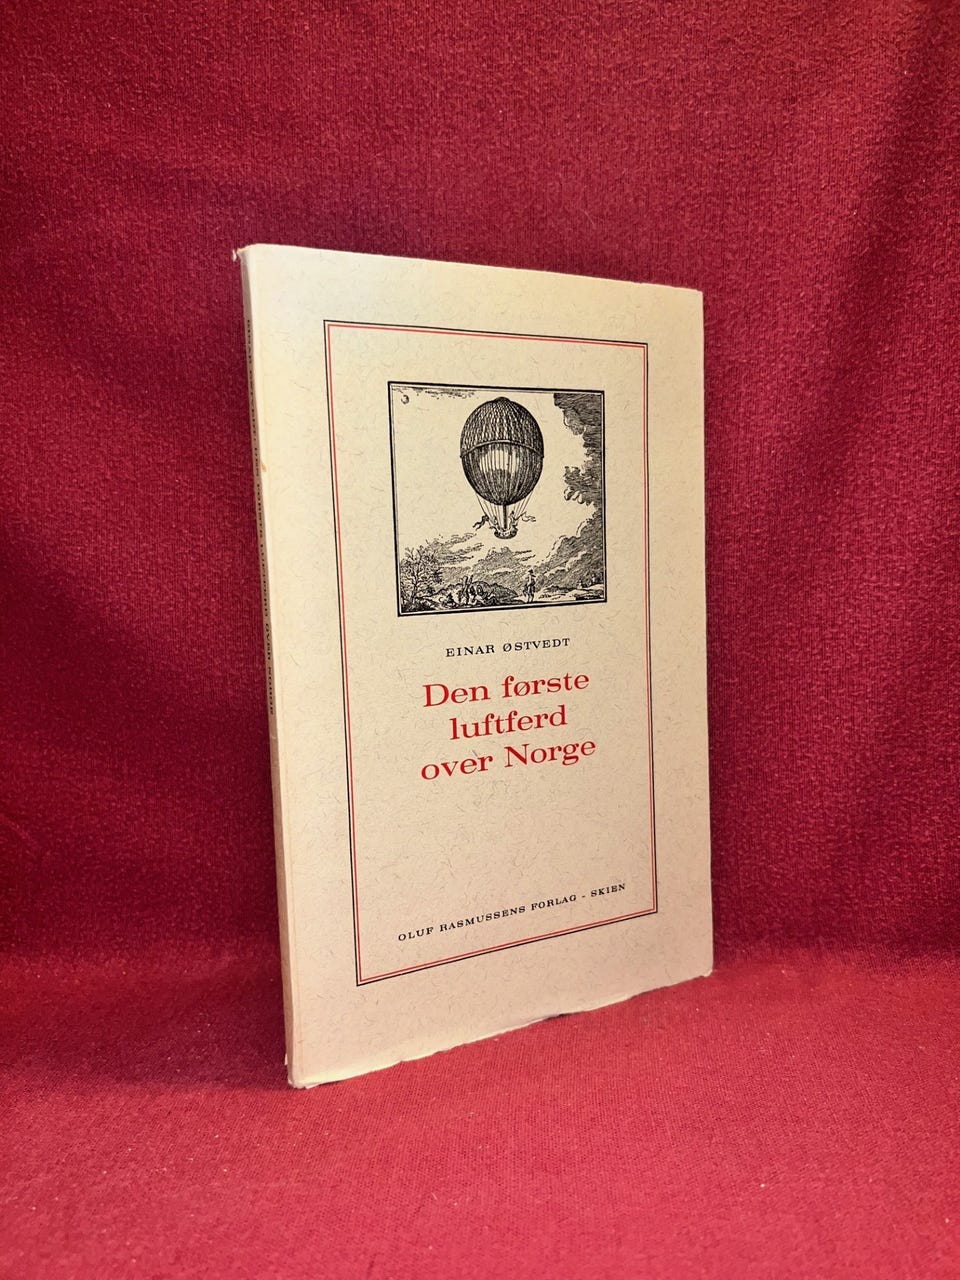 EINAR ØSTVEDT
Den første
luftferd
over Norge
OLUF RASMUSSENS FORLAG - SKIEN